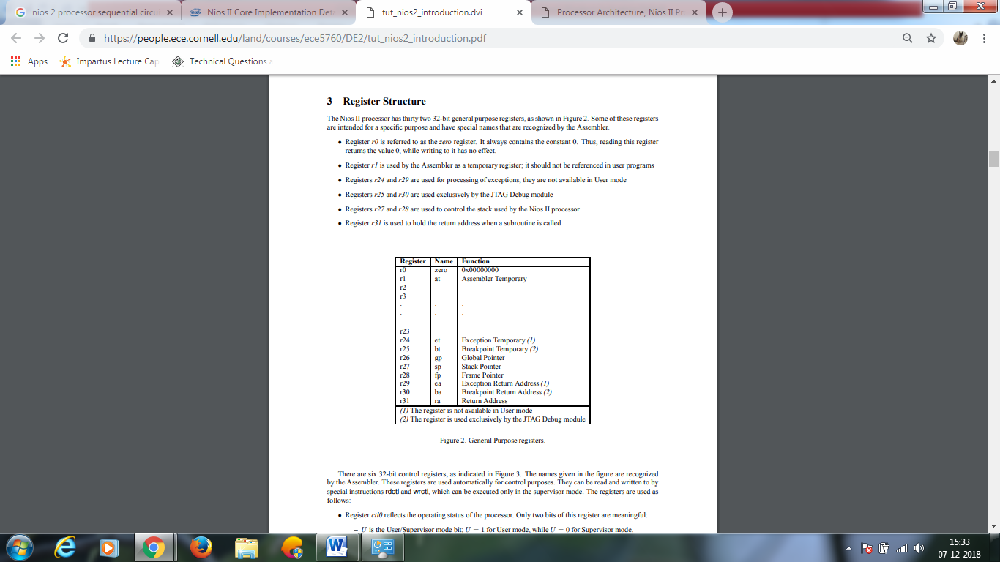 nios 2 processor sequential circu
Nios II Core Implementation Det
tut_nios2_introduction.dvi
Processor Architecture, Nios II Pr
https://people.ece.cornell.edu/land/courses/ece5760/DE2/tut_nios2_introduction.pdf
Apps
Impartus Lecture Cap
Technical Questions a
3 Register Structure
The Nios II processor has thirty two 32-bit general purpose registers, as shown in Figure 2. Some of these registers
are intended for a specific purpose and have special names that are recognized by the Assembler.
• Register r0 is referred to as the zero register. It always contains the constant 0. Thus, reading this register
returns the value 0, while writing to it has no effect.
• Register r1 is used by the Assembler as a temporary register; it should not be referenced in user programs
• Registers r24 and r29 are used for processing of exceptions; they are not available in User mode
• Registers r25 and r30 are used exclusively by the JTAG Debug module
• Registers r27 and r28 are used to control the stack used by the Nios II processor
• Register r31 is used to hold the return address when a subroutine is called
Register Name Function
r0 zero 0x00000000
r1 at Assembler Temporary
r2
r3
. . .
. . .
. . .
r23
r24 et Exception Temporary (1)
r25 bt Breakpoint Temporary (2)
r26 gp Global Pointer
r27 sp Stack Pointer
r28 fp Frame Pointer
r29 ea Exception Return Address (1)
r30 ba Breakpoint Return Address (2)
r31 ra Return Address
(1) The register is not available in User mode
(2) The register is used exclusively by the JTAG Debug module
Figure 2. General Purpose registers.
There are six 32-bit control registers, as indicated in Figure 3. The names given in the figure are recognized
by the Assembler. These registers are used automatically for control purposes. They can be read and written to by
special instructions rdctl and wrctl, which can be executed only in the supervisor mode. The registers are used as
follows:
• Register ctl0 reflects the operating status of the processor. Only two bits of this register are meaningful:
– U is the User/Supervisor mode bit; U = 1 for User mode, while U = 0 for Supervisor mode.
15:33
07-12-2018